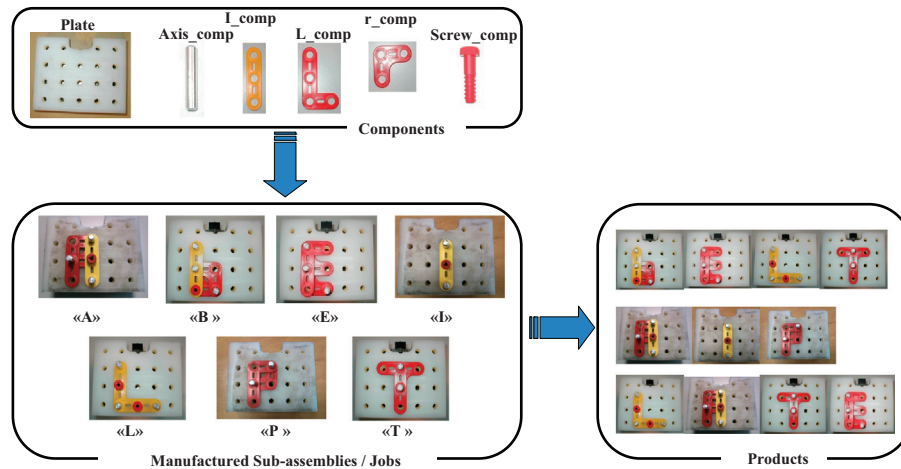 Plate
Axis_comp
I_comp
L_comp
r_comp
Screw_comp
Components
«A»
«B»
«E»
«I»
«L»
«P »
«T »
Manufactured Sub-assemblies / Jobs
Products